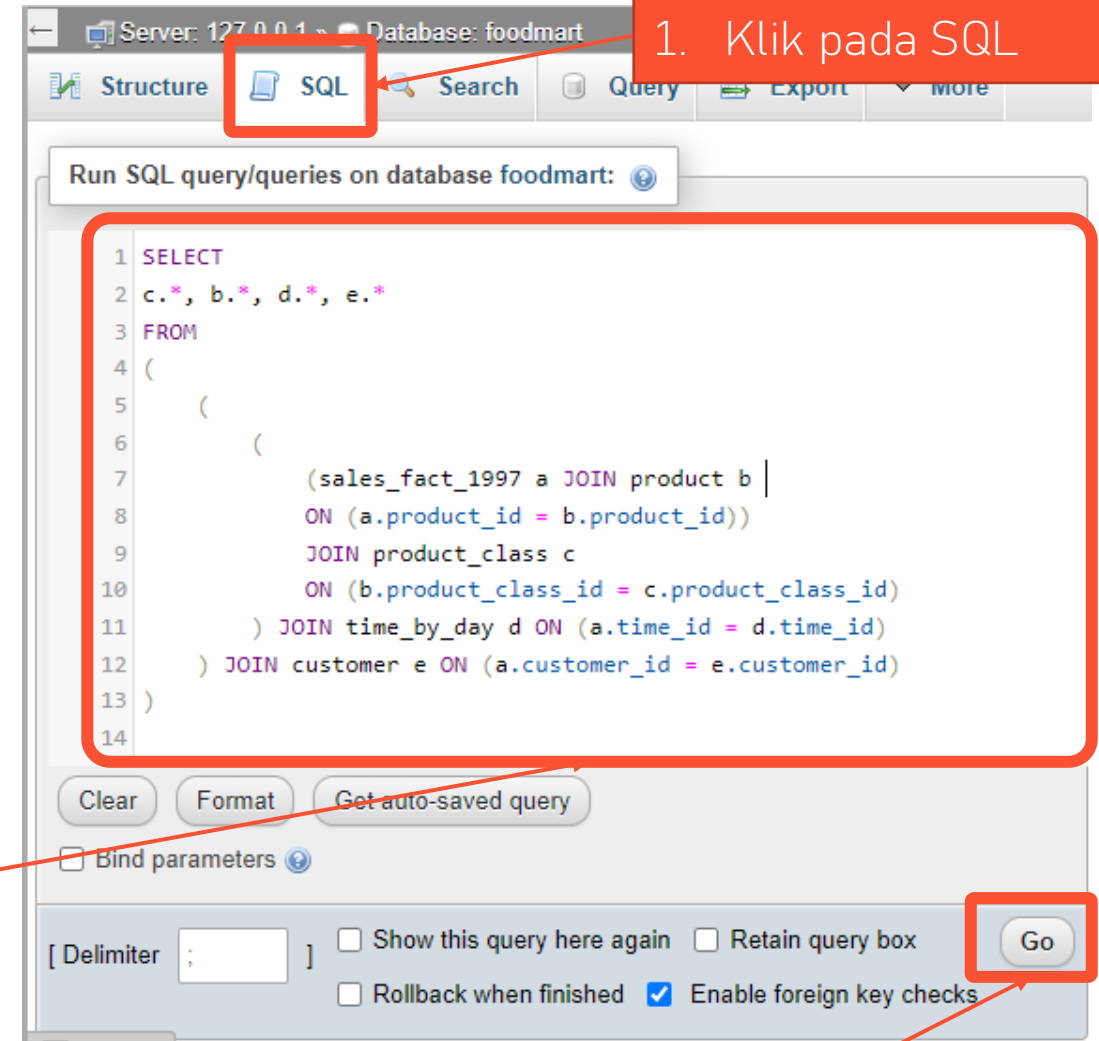 ← Server: 127.0.0.1 » Database: foodmart
1. Klik pada SQL
Structure SQL Search Query Export More
Run SQL query/queries on database foodmart:
1 SELECT
2 c.*, b.*, d.*, e.*
3 FROM
4 (
5 (
6 (
7 (sales_fact_1997 a JOIN product b
8 ON (a.product_id = b.product_id))
9 JOIN product_class c
10 ON (b.product_class_id = c.product_class_id)
11 ) JOIN time_by_day d ON (a.time_id = d.time_id)
12 ) JOIN customer e ON (a.customer_id = e.customer_id)
13 )
14
Clear Format Get auto-saved query
Bind parameters
[ Delimiter ; ] Show this query here again Retain query box Go
Rollback when finished Enable foreign key checks